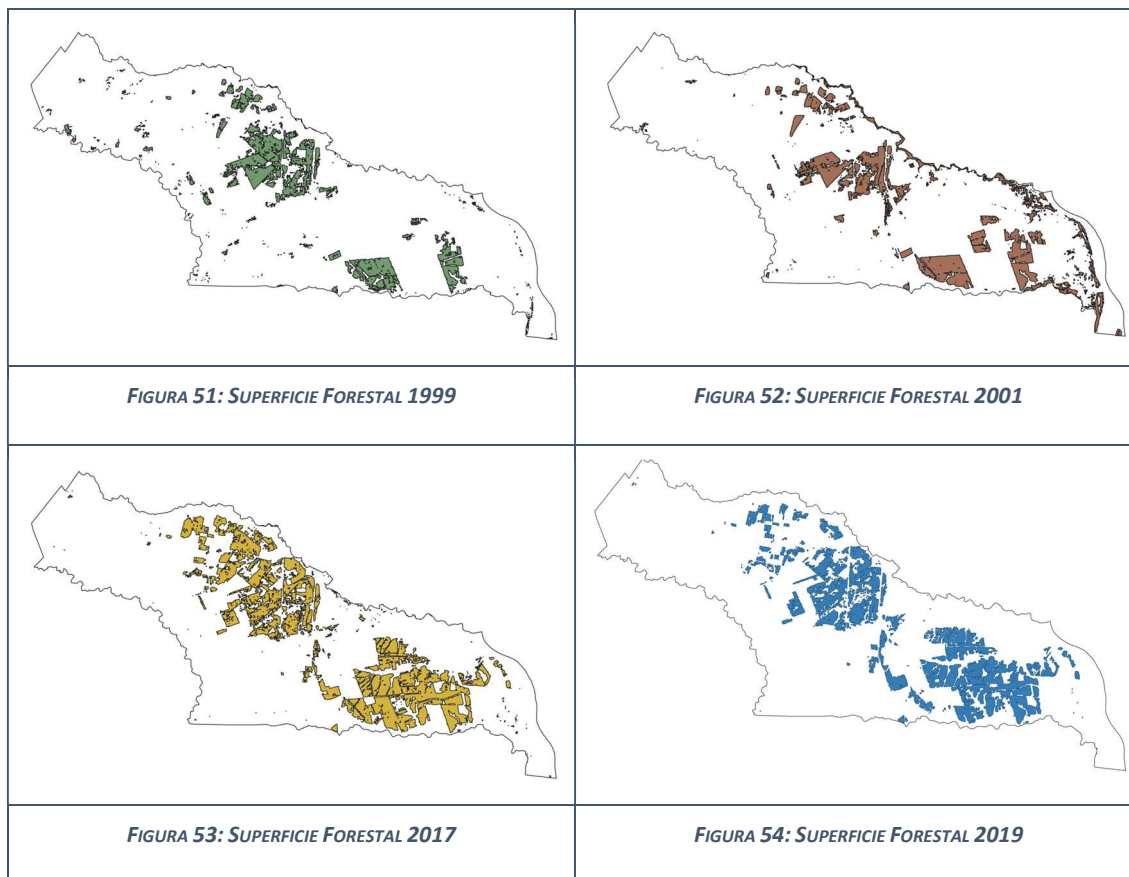 FIGURA 51: SUPERFICIE FORESTAL 1999
FIGURA 52: SUPERFICIE FORESTAL 2001
FIGURA 53: SUPERFICIE FORESTAL 2017
FIGURA 54: SUPERFICIE FORESTAL 2019